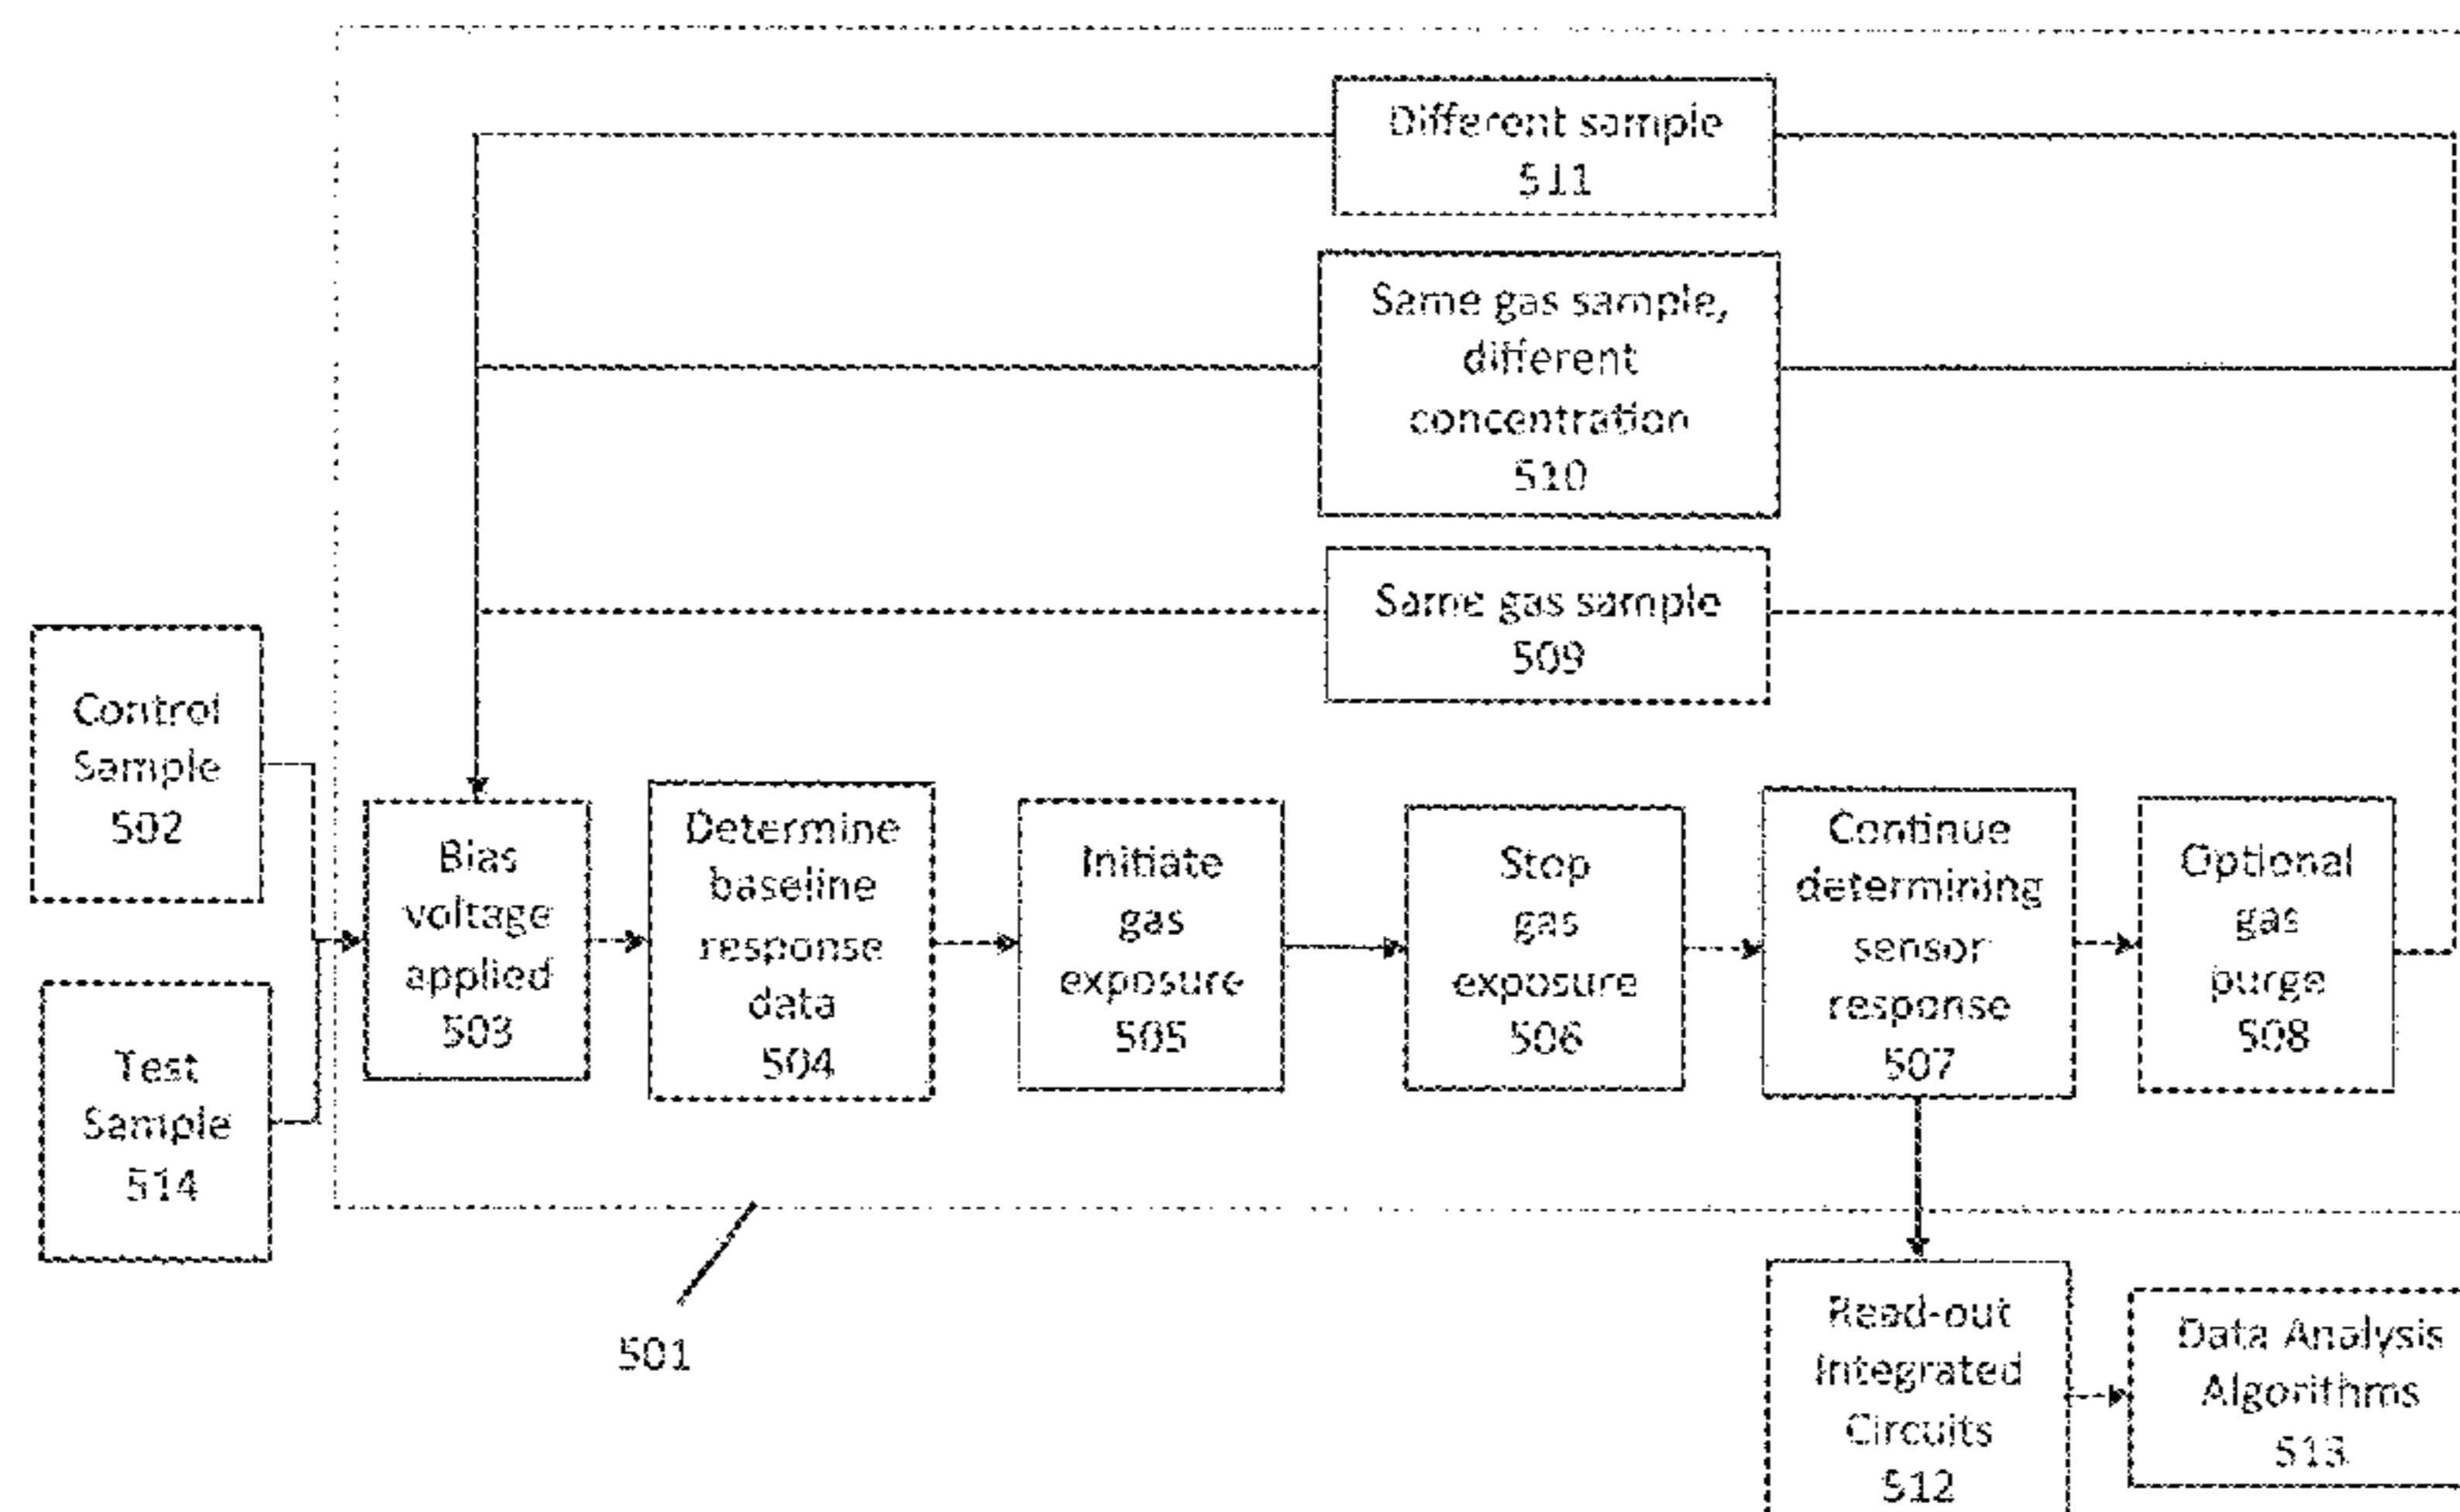 Different sample
511
Same gas sample,
different
concentration
510
Same gas sample
509
Control
Sample
502
Test
Sample
514
Bias
voltage
applied
503
Determine
baseline
response
data
504
Initiate
gas
exposure
505
Stop
gas
exposure
506
Continue
determining
sensor
response
507
Optional
gas
purge
508
501
Read-out
Integrated
Circuits
512
Data Analysis
Algorithms
513